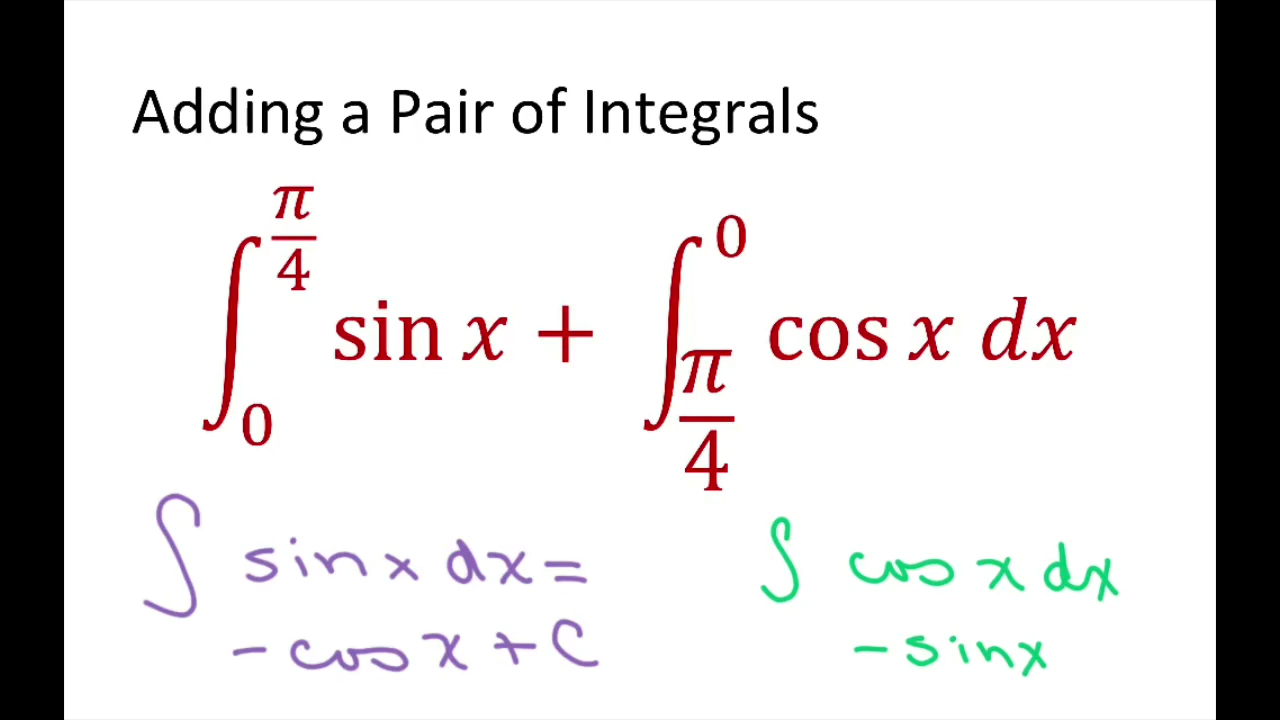 Adding a Pair of Integrals
∫₀^(π/4) sin x + ∫_(π/4)^0 cos x dx
∫ sin x dx =
- cos x + C
∫ cos x dx
- sin x